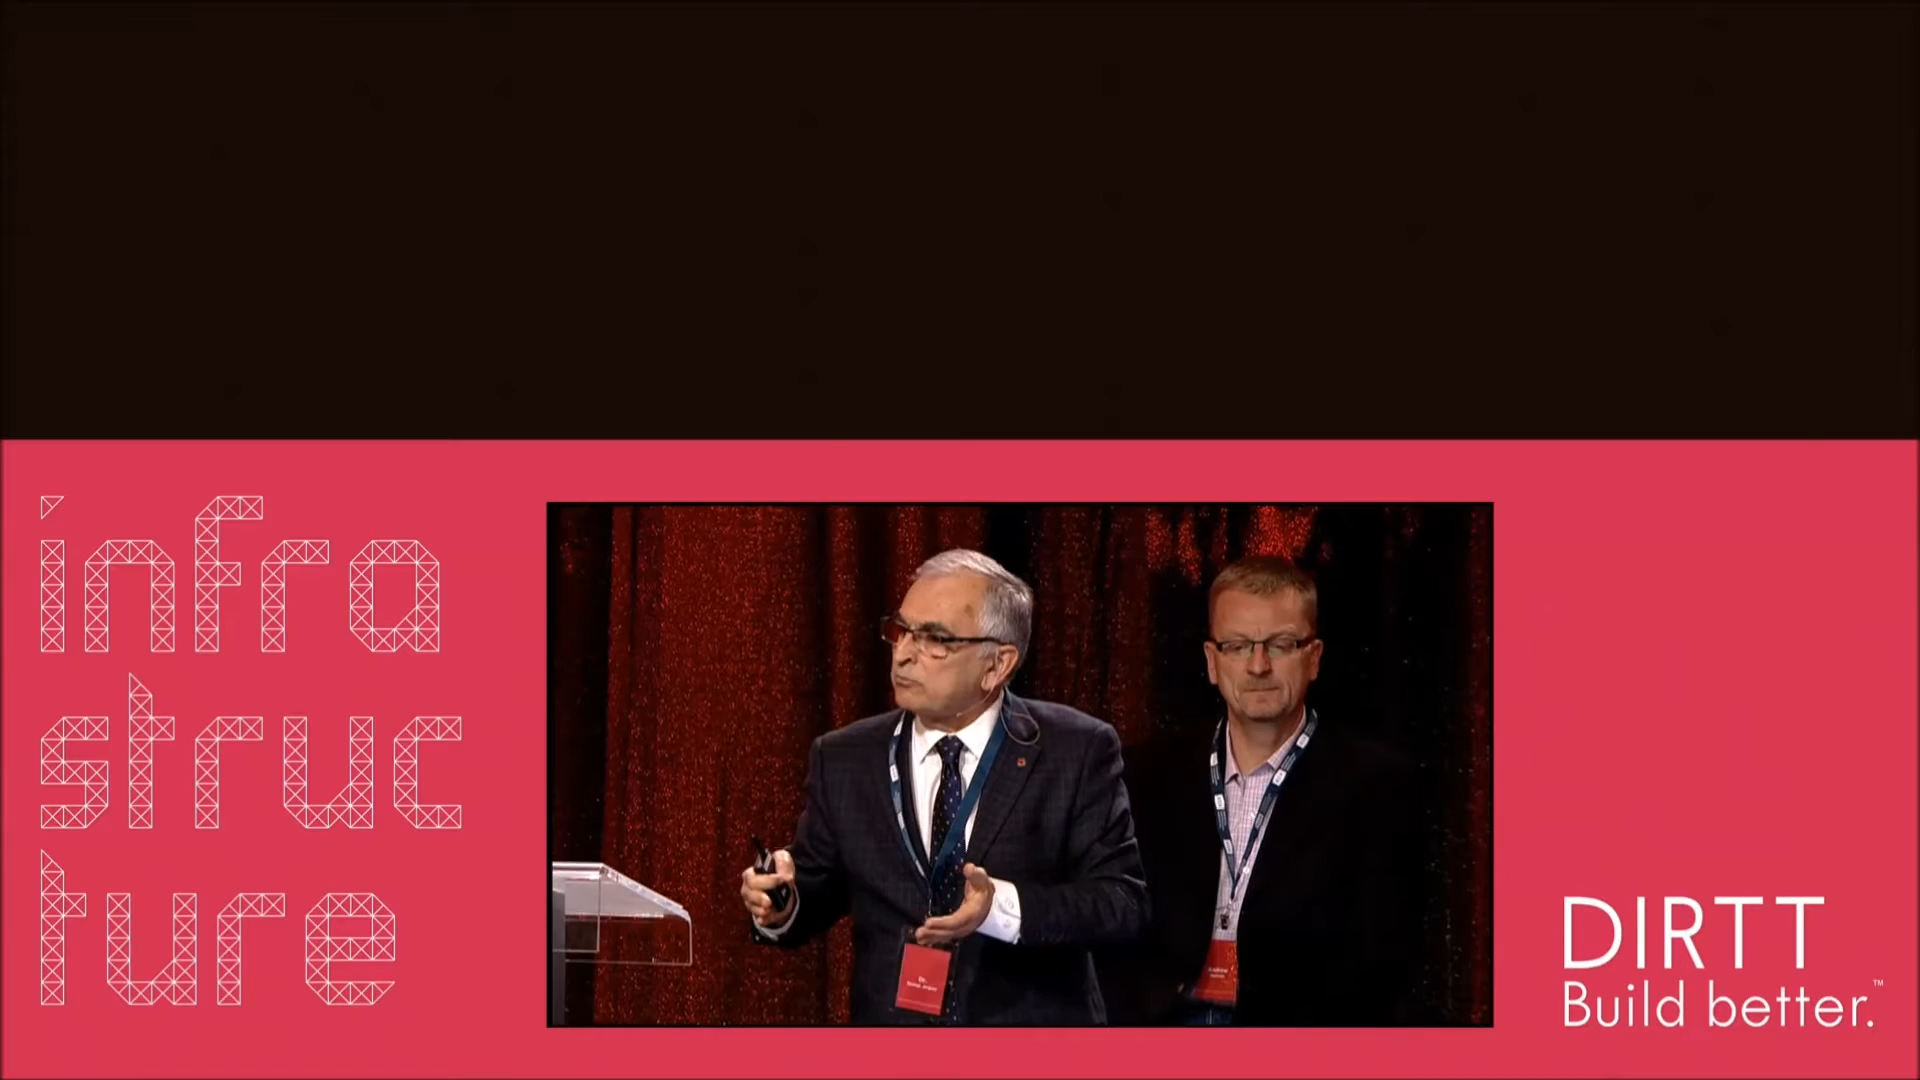 infra
struc
ture
DIRTT
Build better.™